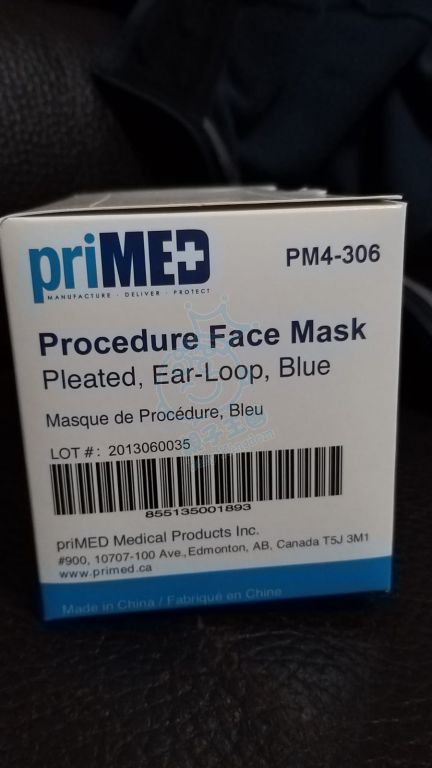 priMED
MANUFACTURE · DELIVER · PROTECT
PM4-306
Procedure Face Mask
Pleated, Ear-Loop, Blue
Masque de Procédure, Bleu
LOT #: 2013060035
855135001893
priMED Medical Products Inc.
#900, 10707-100 Ave., Edmonton, AB, Canada T5J 3M1
www.primed.ca
Made in China / Fabriqué en Chine